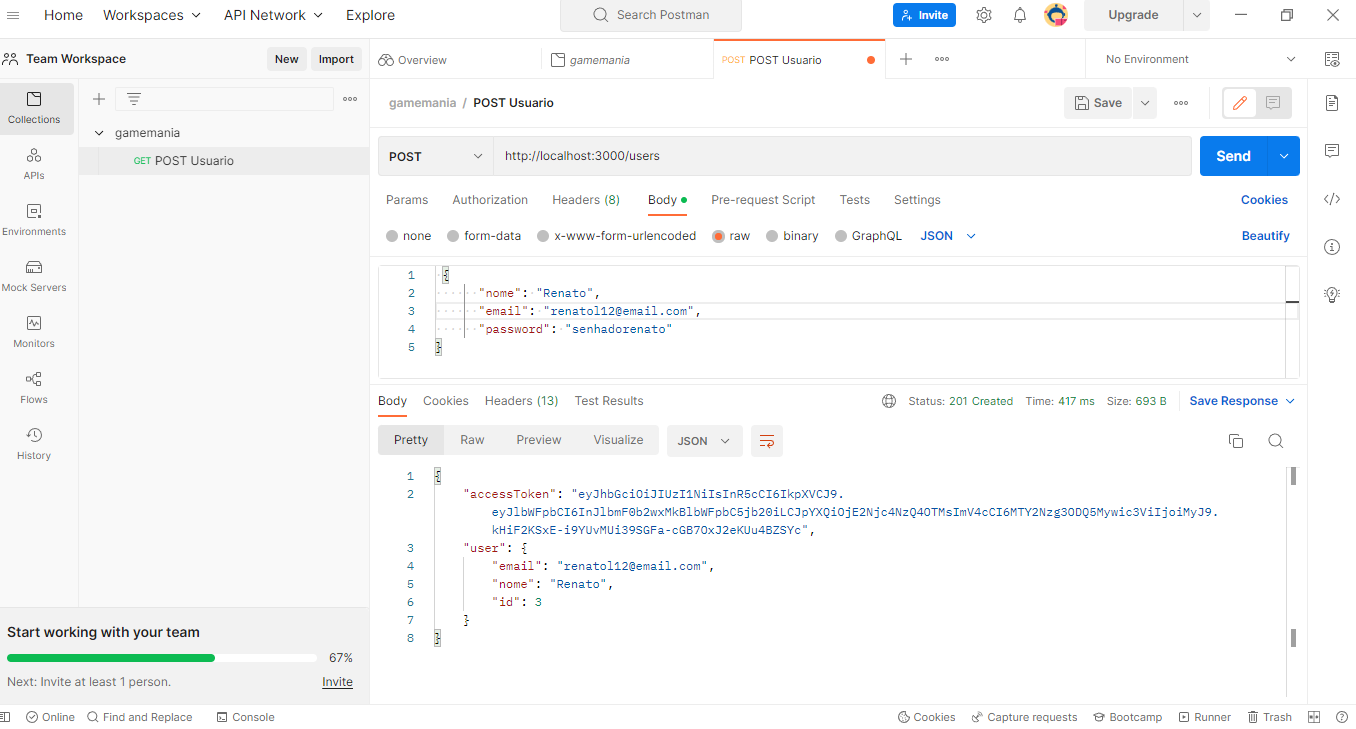 Home Workspaces API Network Explore Search Postman Invite Upgrade
Team Workspace New Import Overview gamemania POST POST Usuario No Environment
Collections
APIs
Environments
Mock Servers
Monitors
Flows
History
gamemania
GET POST Usuario
gamemania / POST Usuario Save
POST http://localhost:3000/users Send
Params Authorization Headers (8) Body Pre-request Script Tests Settings Cookies
none form-data x-www-form-urlencoded raw binary GraphQL JSON Beautify
1 {
2 "nome": "Renato",
3 "email": "renatol12@email.com",
4 "password": "senhadorenato"
5 }
Body Cookies Headers (13) Test Results Status: 201 Created Time: 417 ms Size: 693 B Save Response
Pretty Raw Preview Visualize JSON
1 {
2 "accessToken": "eyJhbGciOiJIUzI1NiIsInR5cCI6IkpXVCJ9.
eyJlbWFpbCI6InJlbmF0b2wxMkBlbWFpbC5jb20iLCJpYXQiOjE2Njc4NzQ4OTMsImV4cCI6MTY2Nzg3ODQ5Mywic3ViIjoiMyJ9.
kHiF2KSxE-i9YUvMUi39SGFa-cGB7OxJ2eKUu4BZSYc",
3 "user": {
4 "email": "renatol12@email.com",
5 "nome": "Renato",
6 "id": 3
7 }
8 }
Start working with your team
67%
Next: Invite at least 1 person. Invite
Online Find and Replace Console Cookies Capture requests Bootcamp Runner Trash